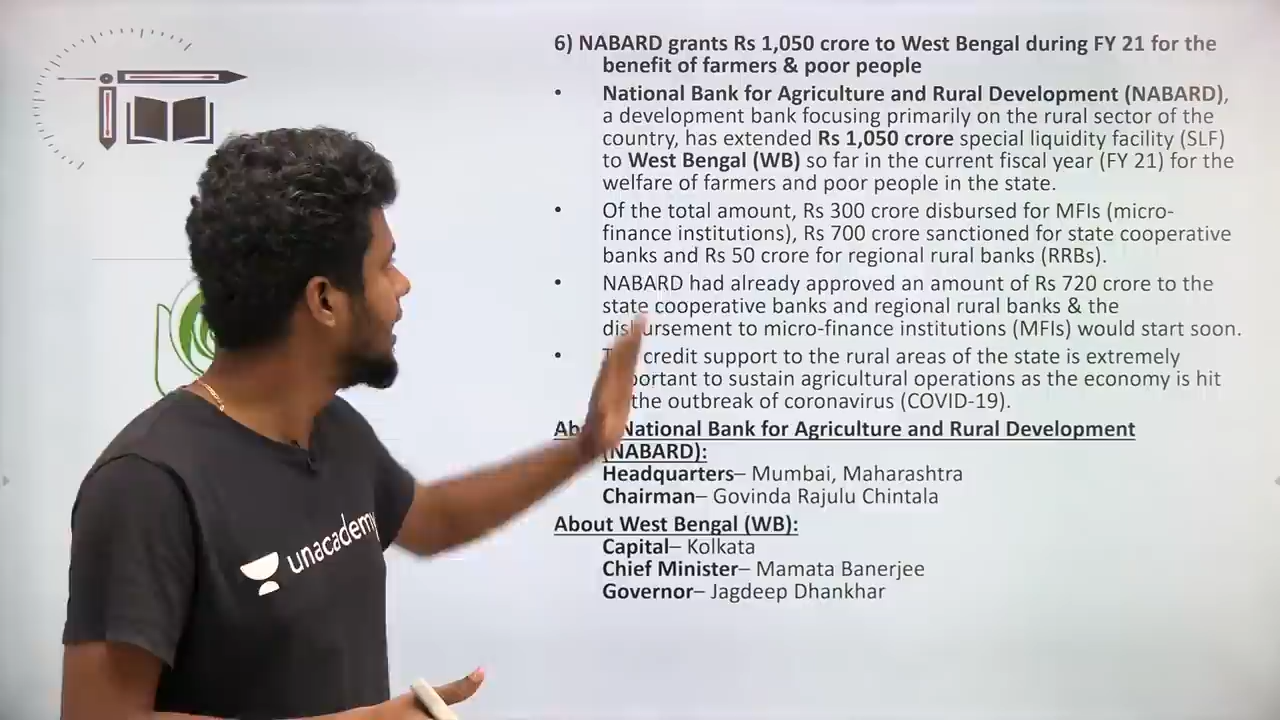 6) NABARD grants Rs 1,050 crore to West Bengal during FY 21 for the
benefit of farmers & poor people
• National Bank for Agriculture and Rural Development (NABARD),
a development bank focusing primarily on the rural sector of the
country, has extended Rs 1,050 crore special liquidity facility (SLF)
to West Bengal (WB) so far in the current fiscal year (FY 21) for the
welfare of farmers and poor people in the state.
• Of the total amount, Rs 300 crore disbursed for MFIs (micro-
finance institutions), Rs 700 crore sanctioned for state cooperative
banks and Rs 50 crore for regional rural banks (RRBs).
• NABARD had already approved an amount of Rs 720 crore to the
state cooperative banks and regional rural banks & the
disbursement to micro-finance institutions (MFIs) would start soon.
• credit support to the rural areas of the state is extremely
to sustain agricultural operations as the economy is hit
the outbreak of coronavirus (COVID-19).
National Bank for Agriculture and Rural Development
(NABARD):
Headquarters– Mumbai, Maharashtra
Chairman– Govinda Rajulu Chintala
About West Bengal (WB):
Capital– Kolkata
Chief Minister– Mamata Banerjee
Governor– Jagdeep Dhankhar
unacademy